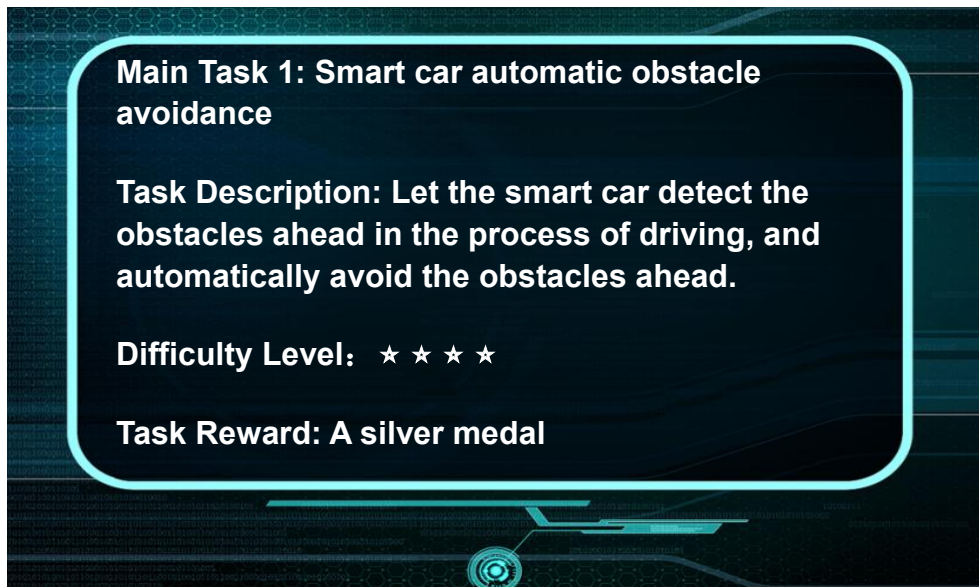 Main Task 1: Smart car automatic obstacle
avoidance
Task Description: Let the smart car detect the
obstacles ahead in the process of driving, and
automatically avoid the obstacles ahead.
Difficulty Level：★ ★ ★ ★
Task Reward: A silver medal